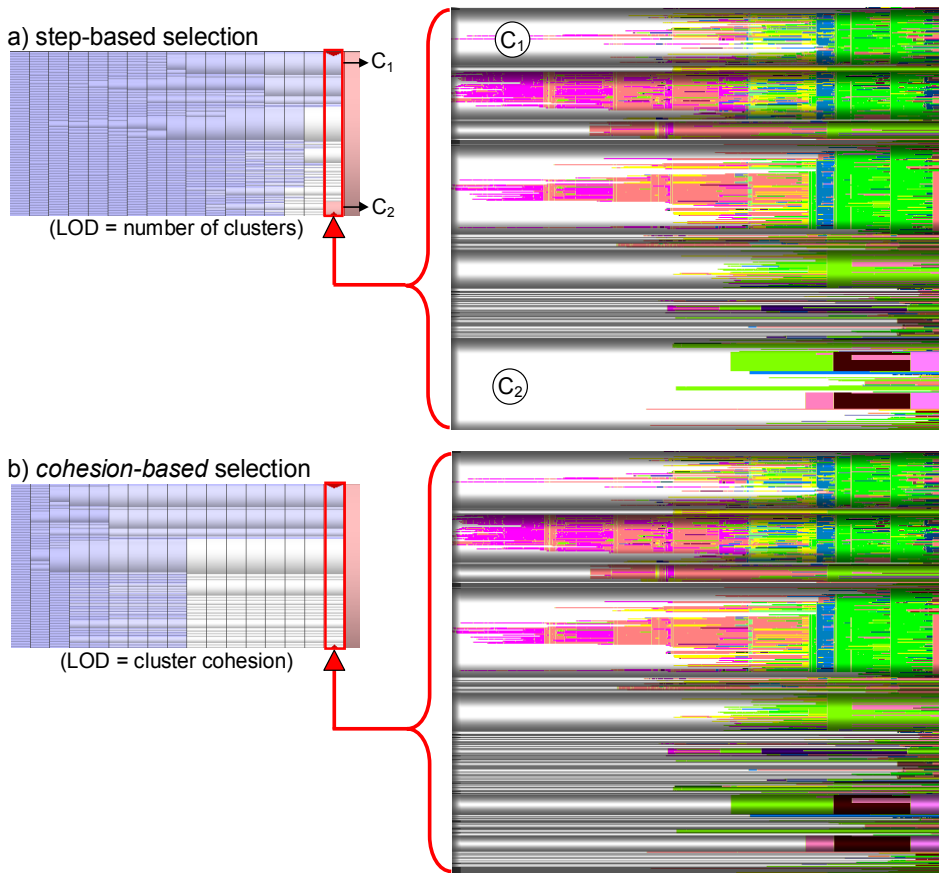 a) step-based selection
C1
C2
(LOD = number of clusters)
C1
C2
b) cohesion-based selection
(LOD = cluster cohesion)